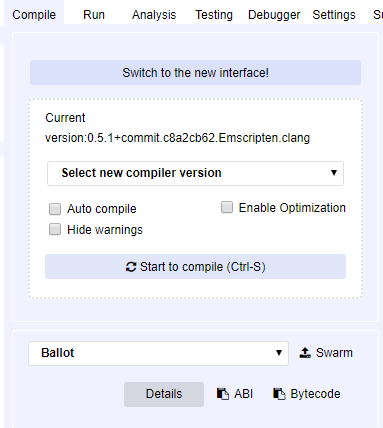 Compile Run Analysis Testing Debugger Settings Su
Switch to the new interface!
Current
version:0.5.1+commit.c8a2cb62.Emscripten.clang
Select new compiler version
Auto compile Enable Optimization
Hide warnings
Start to compile (Ctrl-S)
Ballot Swarm
Details ABI Bytecode